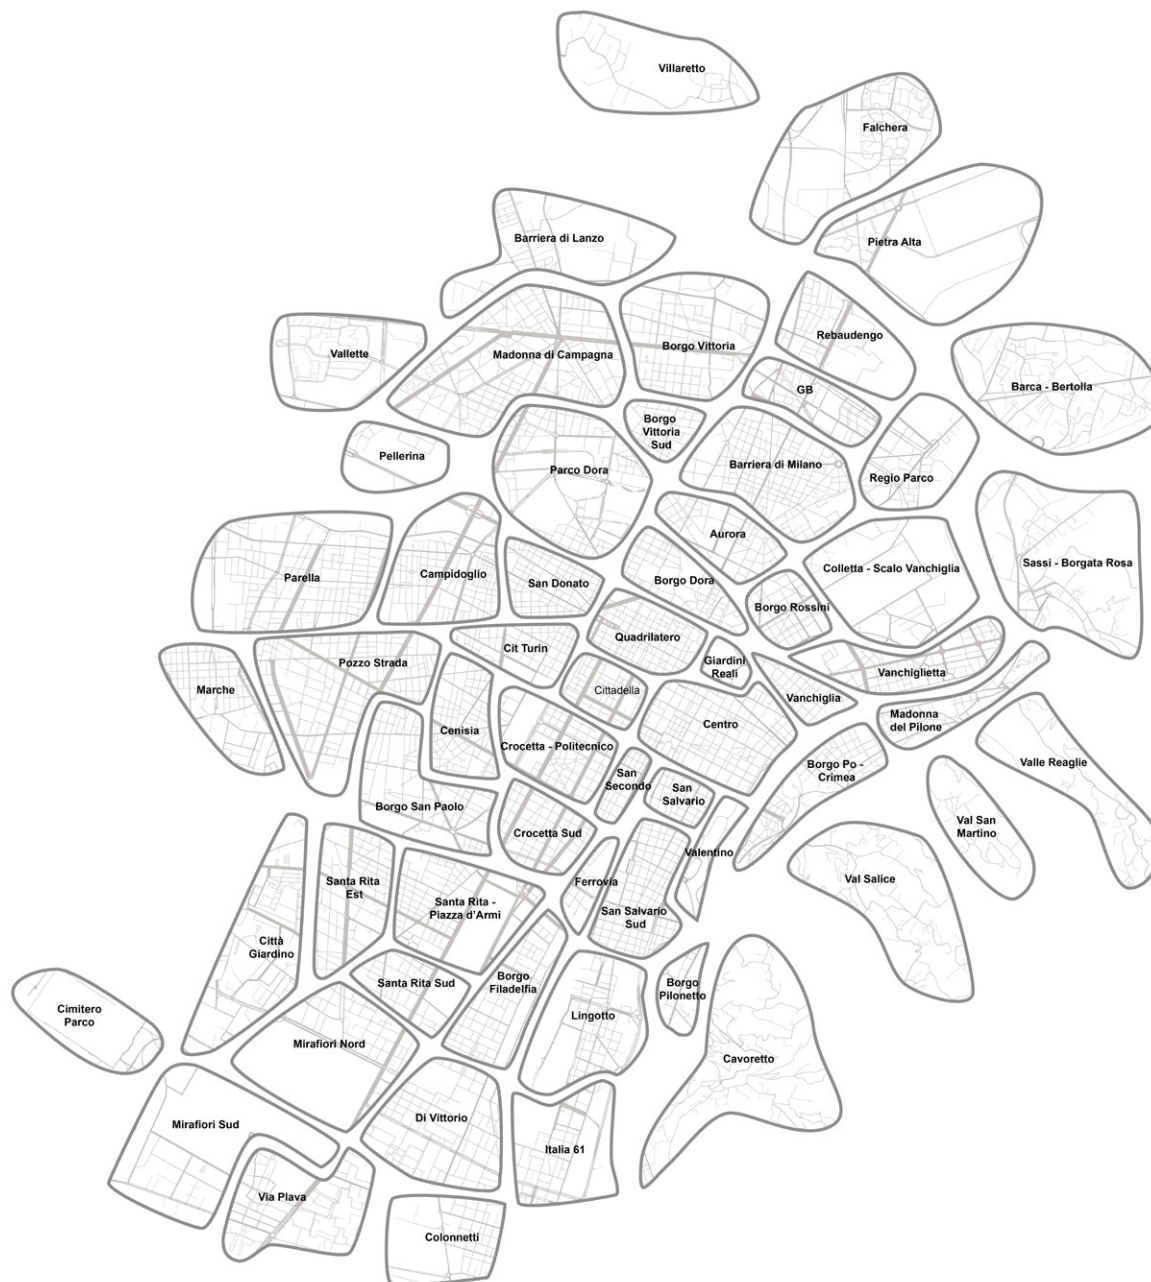 Villaretto
Falchera
Barriera di Lanzo
Pietra Alta
Rebaudengo
Borgo Vittoria
Vallette
Madonna di Campagna
GB
Barca - Bertolla
Borgo
Vittoria
Sud
Pellerina
Parco Dora
Barriera di Milano
Regio Parco
Aurora
Parella
Campidoglio
San Donato
Borgo Dora
Colletta - Scalo Vanchiglia
Sassi - Borgata Rosa
Borgo Rossini
Quadrilatero
Cit Turin
Pozzo Strada
Giardini
Reali
Vanchiglietta
Marche
Cittadella
Vanchiglia
Madonna
del Pilone
Centro
Cenisia
Crocetta - Politecnico
Borgo Po -
Crimea
Valle Reaglie
San
Secondo
San
Salvario
Borgo San Paolo
Crocetta Sud
Val San
Martino
Valentino
Santa Rita
Est
Ferrovia
Val Salice
Santa Rita -
Piazza d'Armi
San Salvario
Sud
Città
Giardino
Santa Rita Sud
Borgo
Filadelfia
Borgo
Pilonetto
Cimitero
Parco
Lingotto
Mirafiori Nord
Cavoretto
Mirafiori Sud
Di Vittorio
Italia 61
Via Plava
Colonnetti